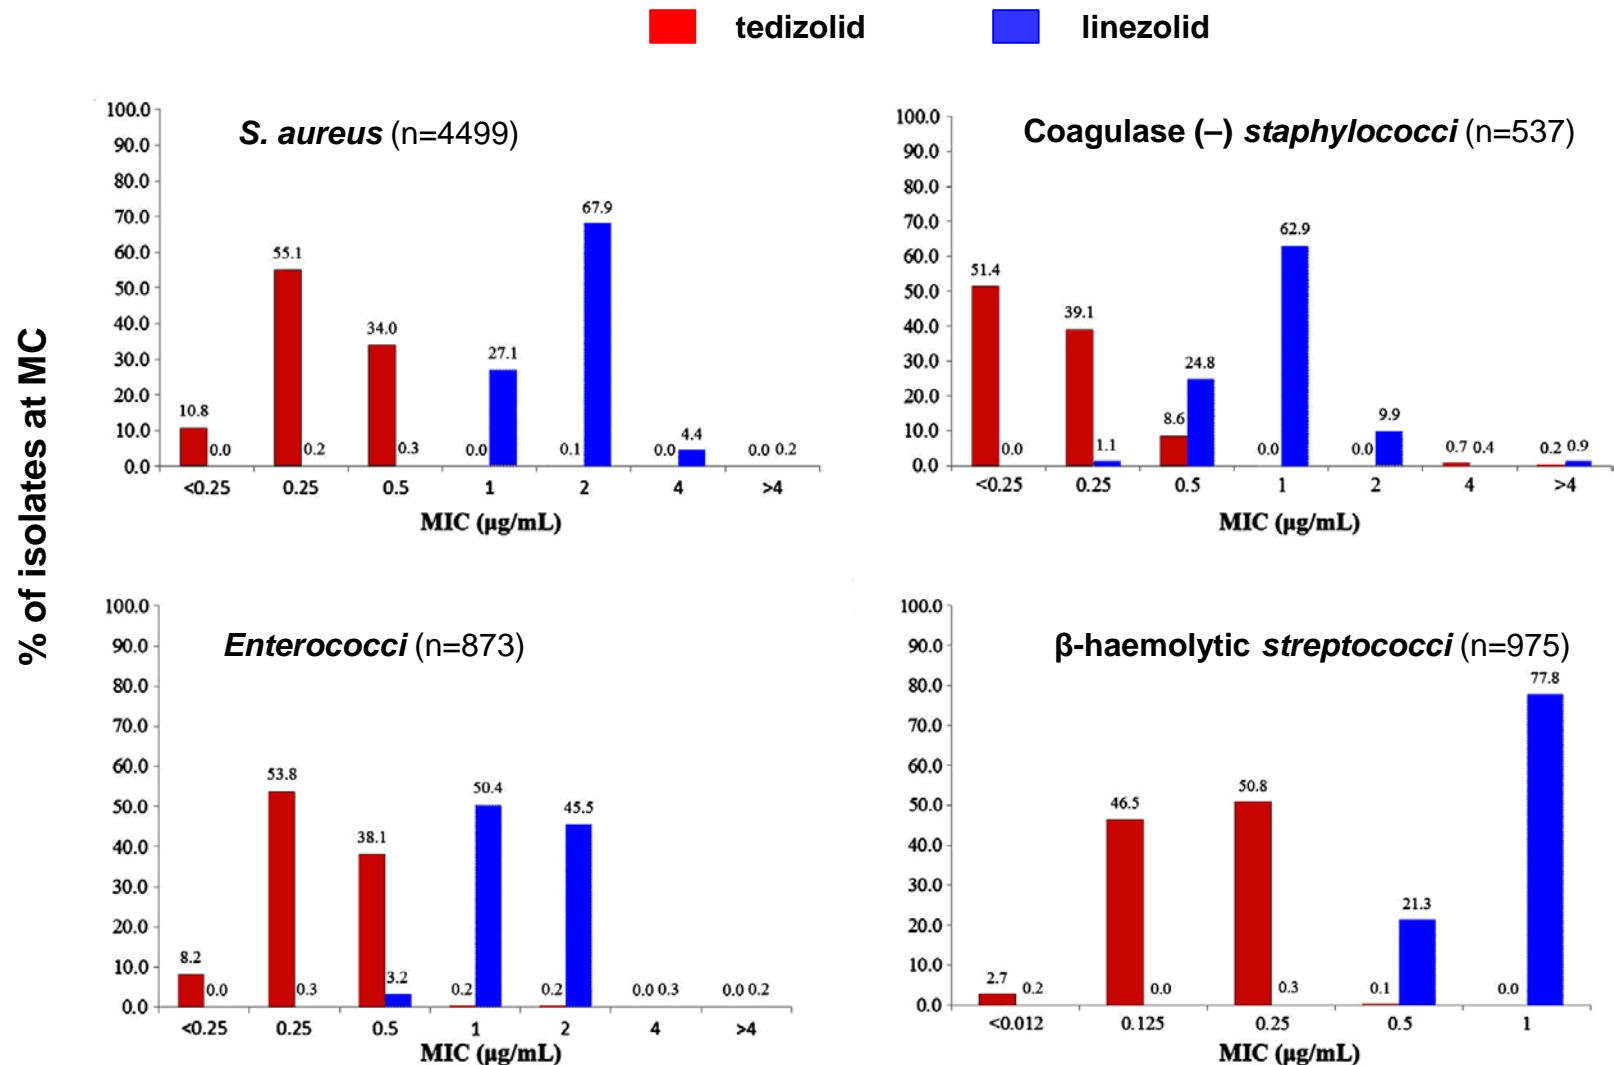 tedizolid linezolid
% of isolates at MC
S. aureus (n=4499)
100.0
90.0
80.0
70.0
60.0
50.0
40.0
30.0
20.0
10.0
0.0
10.8 0.0 55.1 0.2 34.0 0.3 0.0 27.1 0.1 67.9 0.0 4.4 0.0 0.2
<0.25 0.25 0.5 1 2 4 >4
MIC (µg/mL)
Coagulase (–) staphylococci (n=537)
100.0
90.0
80.0
70.0
60.0
50.0
40.0
30.0
20.0
10.0
0.0
51.4 0.0 39.1 1.1 8.6 24.8 0.0 62.9 0.0 9.9 0.7 0.4 0.2 0.9
<0.25 0.25 0.5 1 2 4 >4
MIC (µg/mL)
Enterococci (n=873)
100.0
90.0
80.0
70.0
60.0
50.0
40.0
30.0
20.0
10.0
0.0
8.2 0.0 53.8 0.3 38.1 3.2 0.2 50.4 0.2 45.5 0.0 0.3 0.0 0.2
<0.25 0.25 0.5 1 2 4 >4
MIC (µg/mL)
β-haemolytic streptococci (n=975)
100.0
90.0
80.0
70.0
60.0
50.0
40.0
30.0
20.0
10.0
0.0
2.7 0.2 46.5 0.0 50.8 0.3 0.1 21.3 0.0 77.8
<0.012 0.125 0.25 0.5 1
MIC (µg/mL)